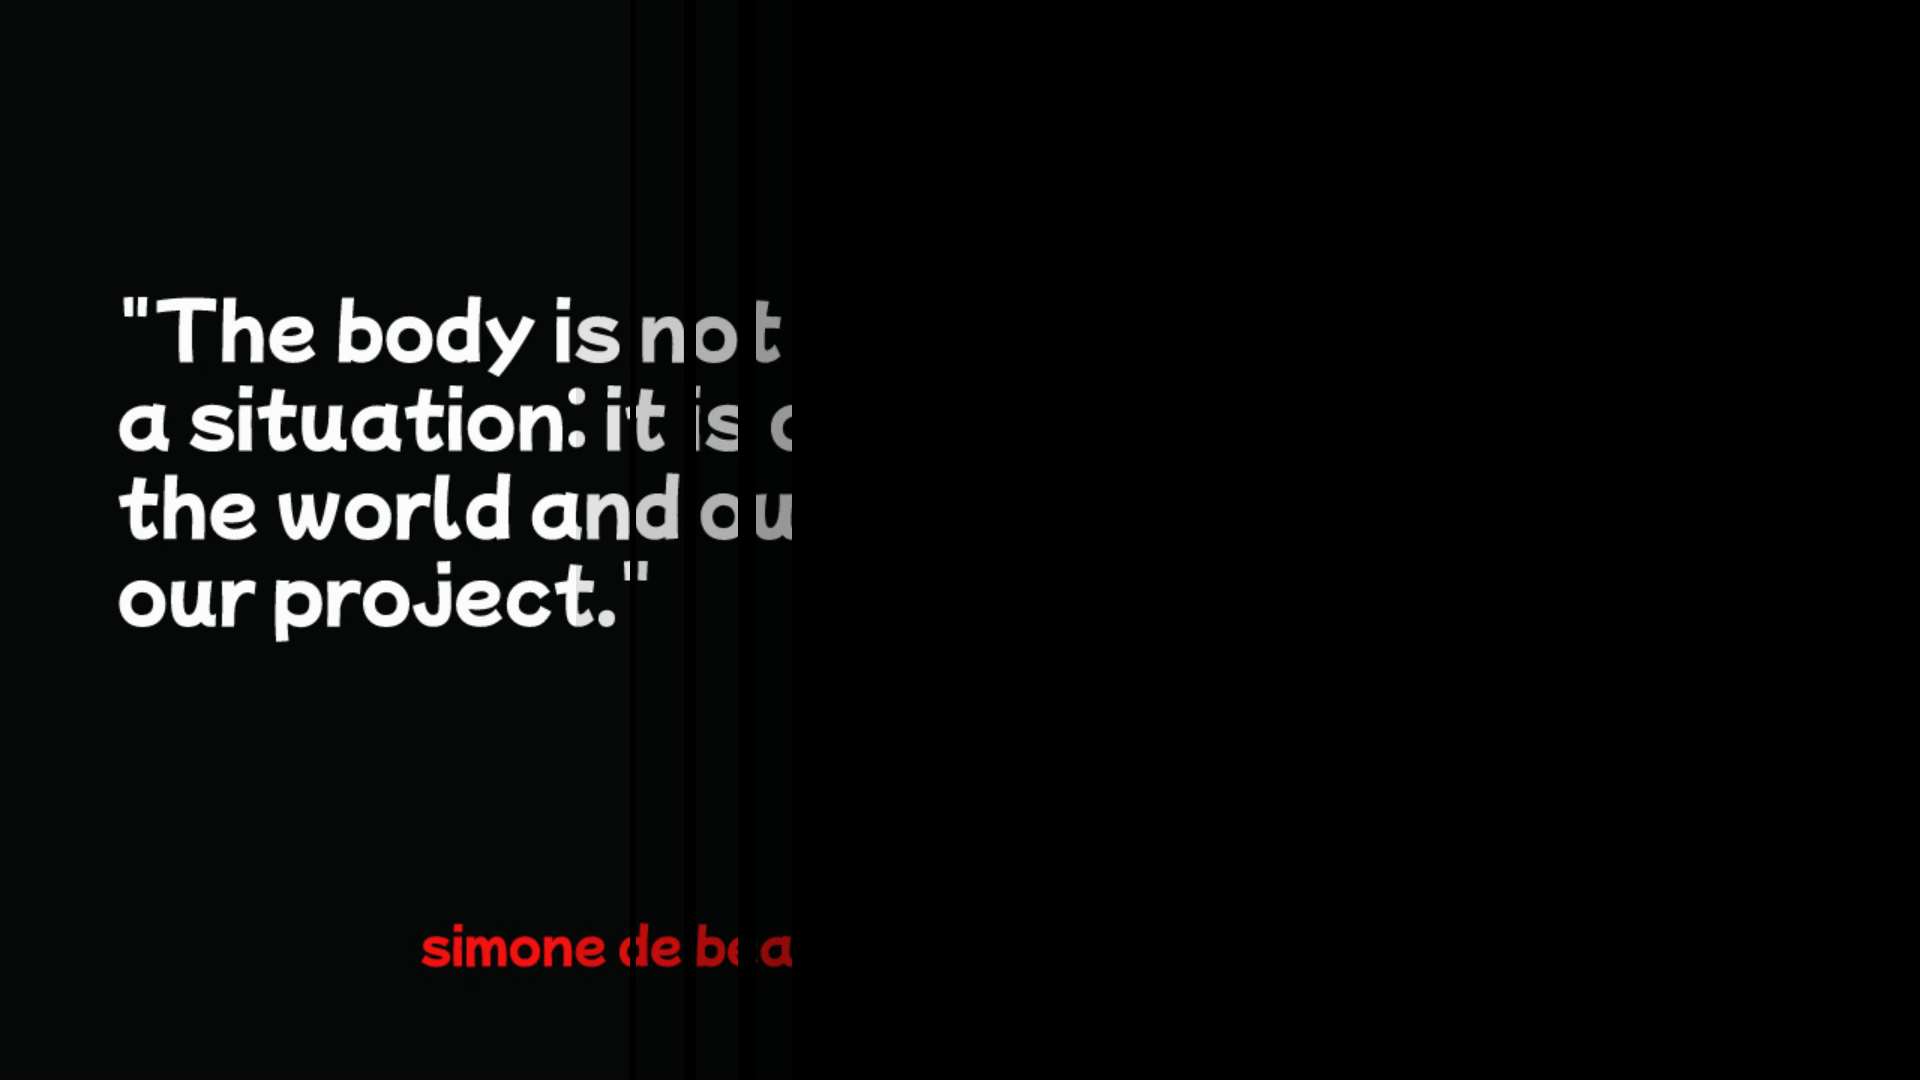 "The body is not
a situation: it is
the world and
our project."
simone de